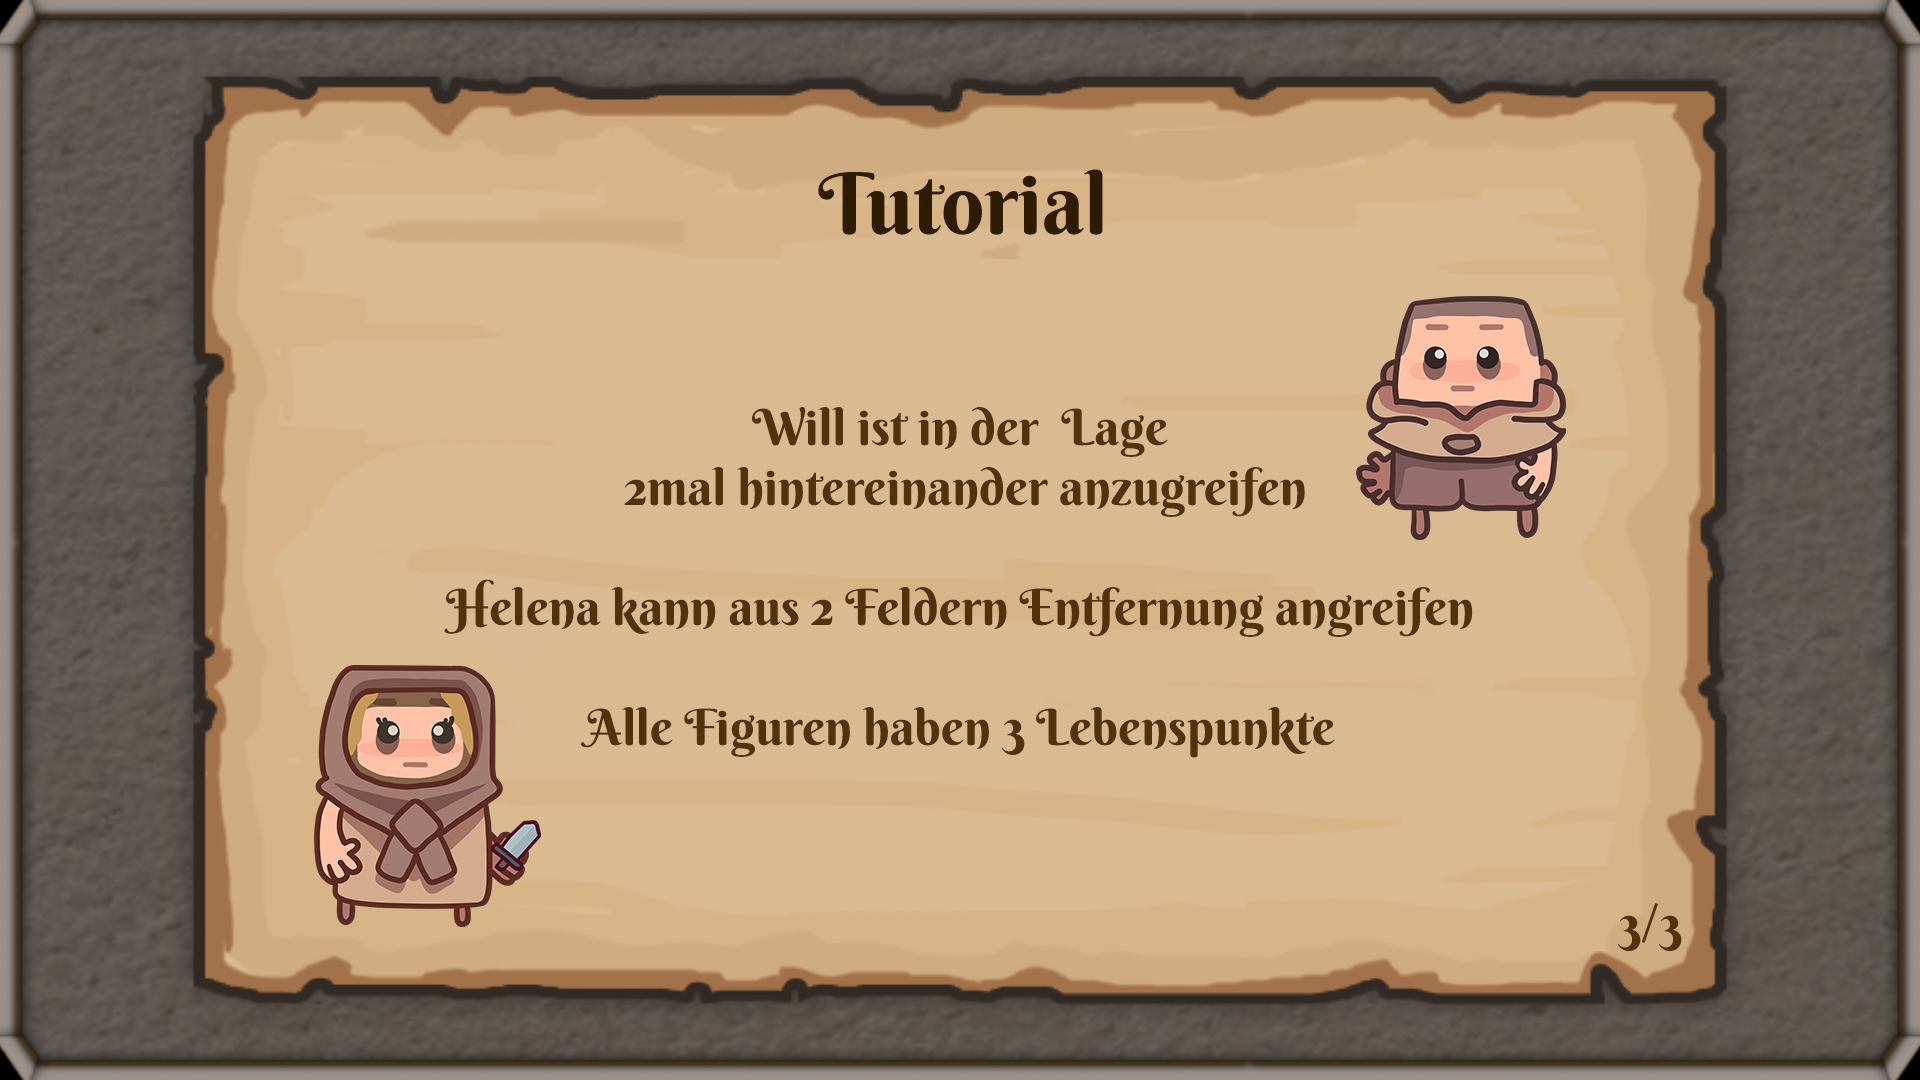 Tutorial
Will ist in der Lage
2mal hintereinander anzugreifen
Helena kann aus 2 Feldern Entfernung angreifen
Alle Figuren haben 3 Lebenspunkte
3/3